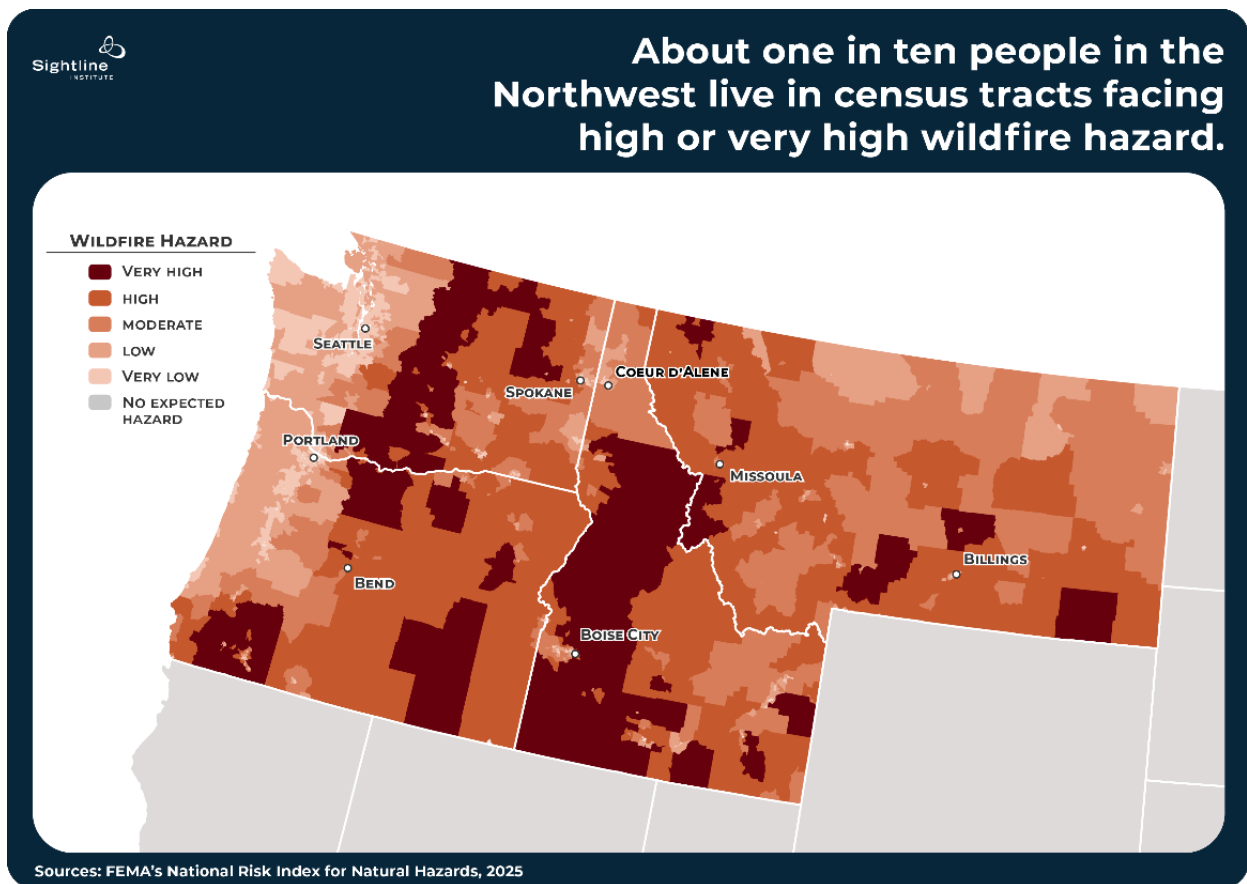 Sightline
INSTITUTE
About one in ten people in the
Northwest live in census tracts facing
high or very high wildfire hazard.
WILDFIRE HAZARD
VERY HIGH
HIGH
MODERATE
LOW
VERY LOW
NO EXPECTED
HAZARD
SEATTLE
SPOKANE
COEUR D'ALENE
PORTLAND
MISSOULA
BEND
BILLINGS
BOISE CITY
Sources: FEMA's National Risk Index for Natural Hazards, 2025